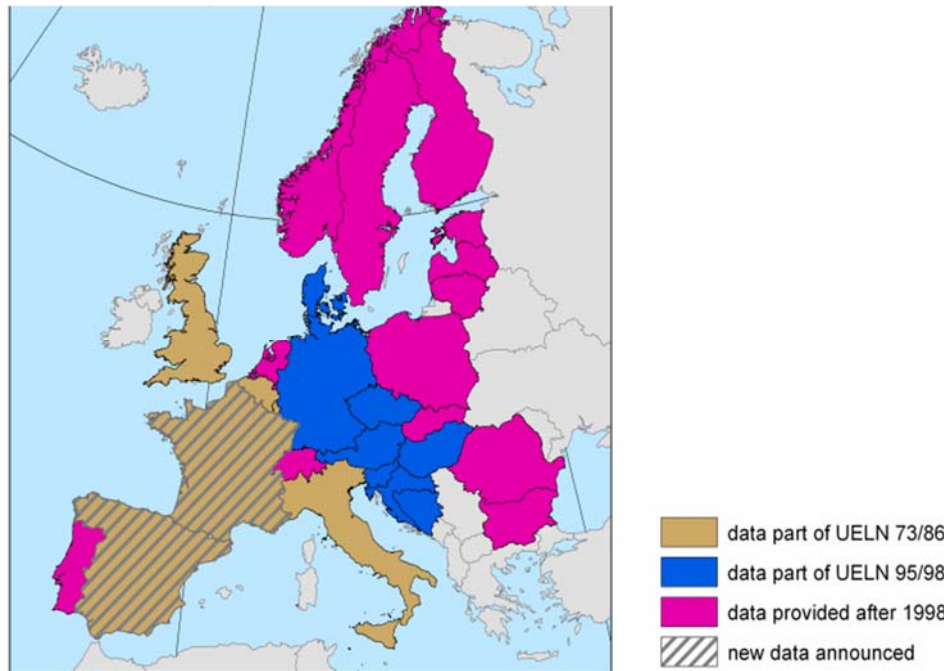 data part of UELN 73/86
data part of UELN 95/98
data provided after 1998
new data announced